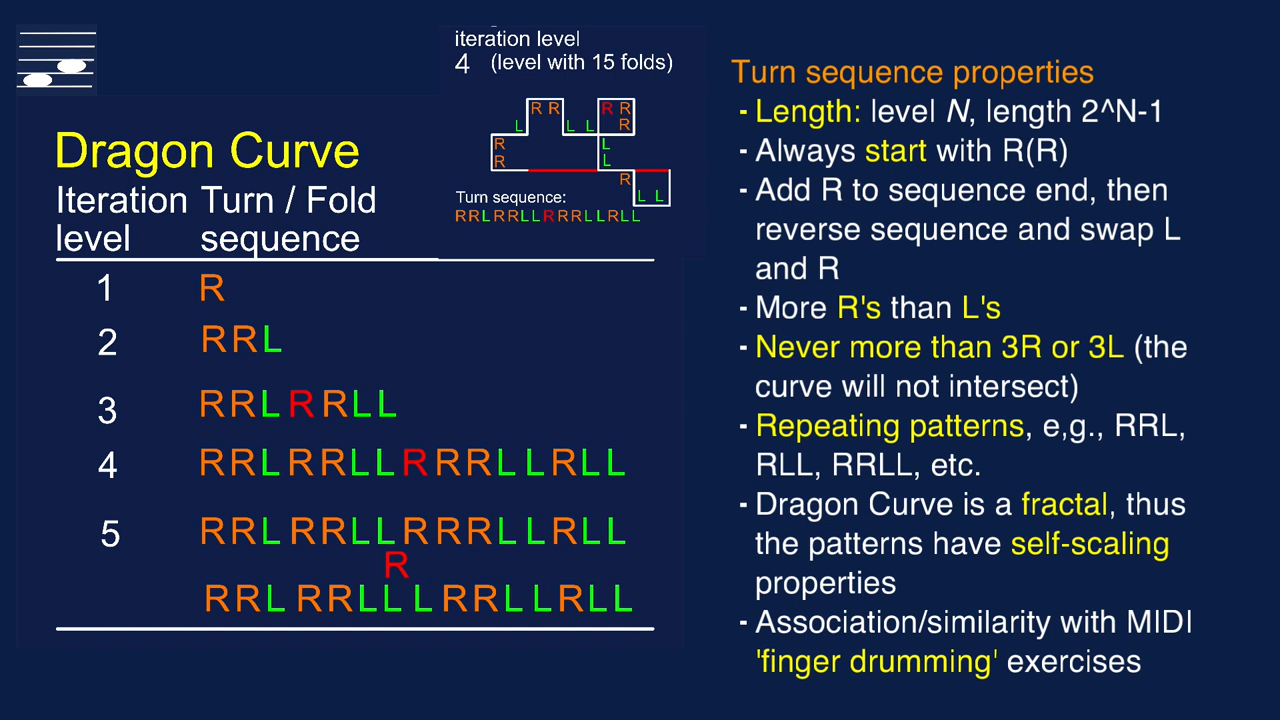 iteration level
4 (level with 15 folds)
R R R R
L L L R
R L
R L
R
L L
Turn sequence:
RRLRRLLRRRLLRLL
Dragon Curve
Iteration Turn / Fold
level sequence
1 R
2 RRL
3 RRLRRLL
4 RRLRRLLRRRLLRLL
5 RRLRRLLRRRLLRLL
R
RRLRRLLLRRLLRLL
Turn sequence properties
- Length: level N, length 2^N-1
- Always start with R(R)
- Add R to sequence end, then
reverse sequence and swap L
and R
- More R's than L's
- Never more than 3R or 3L (the
curve will not intersect)
- Repeating patterns, e,g., RRL,
RLL, RRLL, etc.
- Dragon Curve is a fractal, thus
the patterns have self-scaling
properties
- Association/similarity with MIDI
'finger drumming' exercises